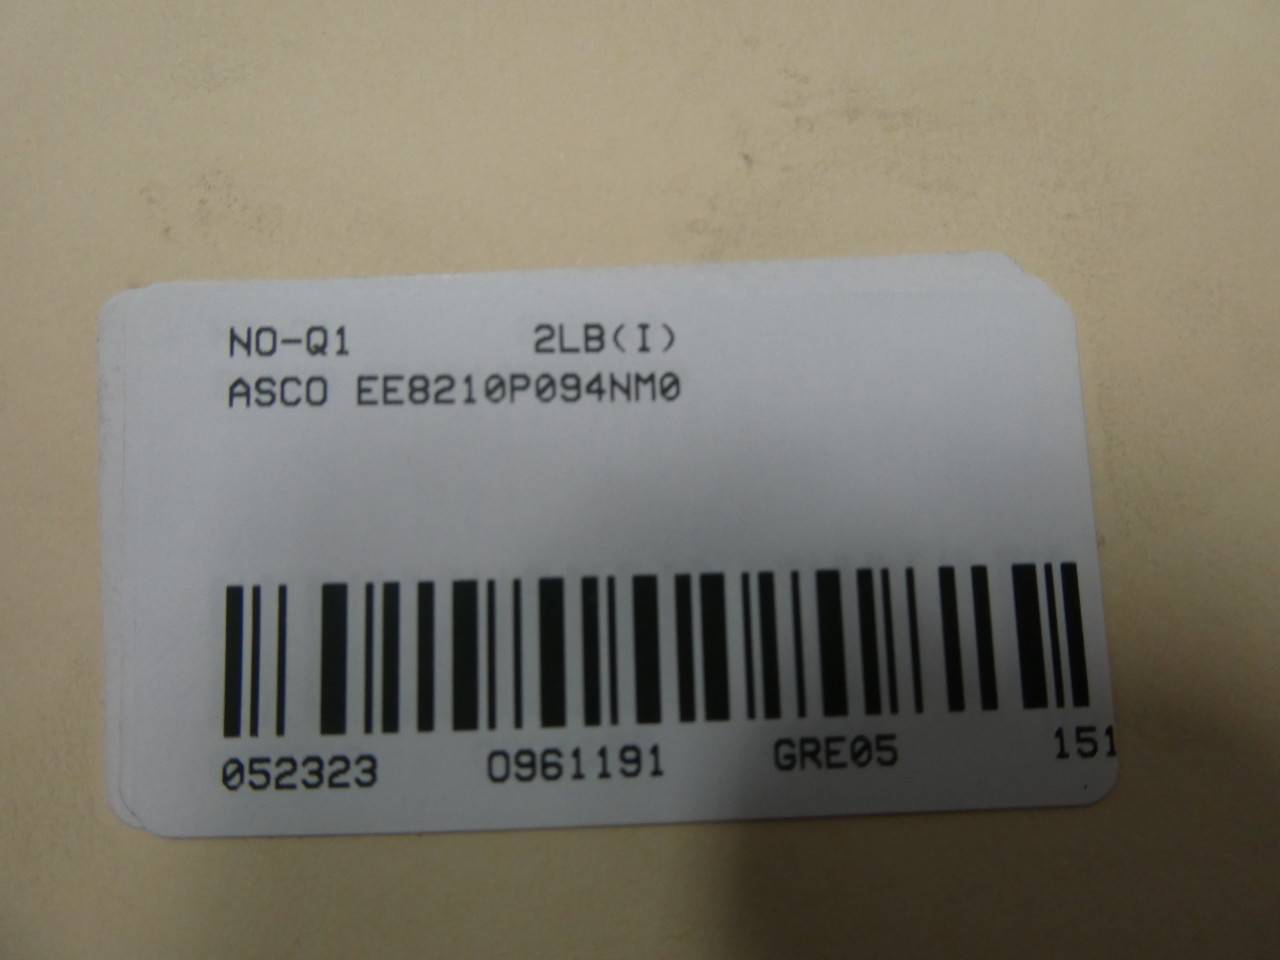 NO-Q1 2LB(I)
ASCO EE8210P094NM0
052323 0961191 GRE05 151